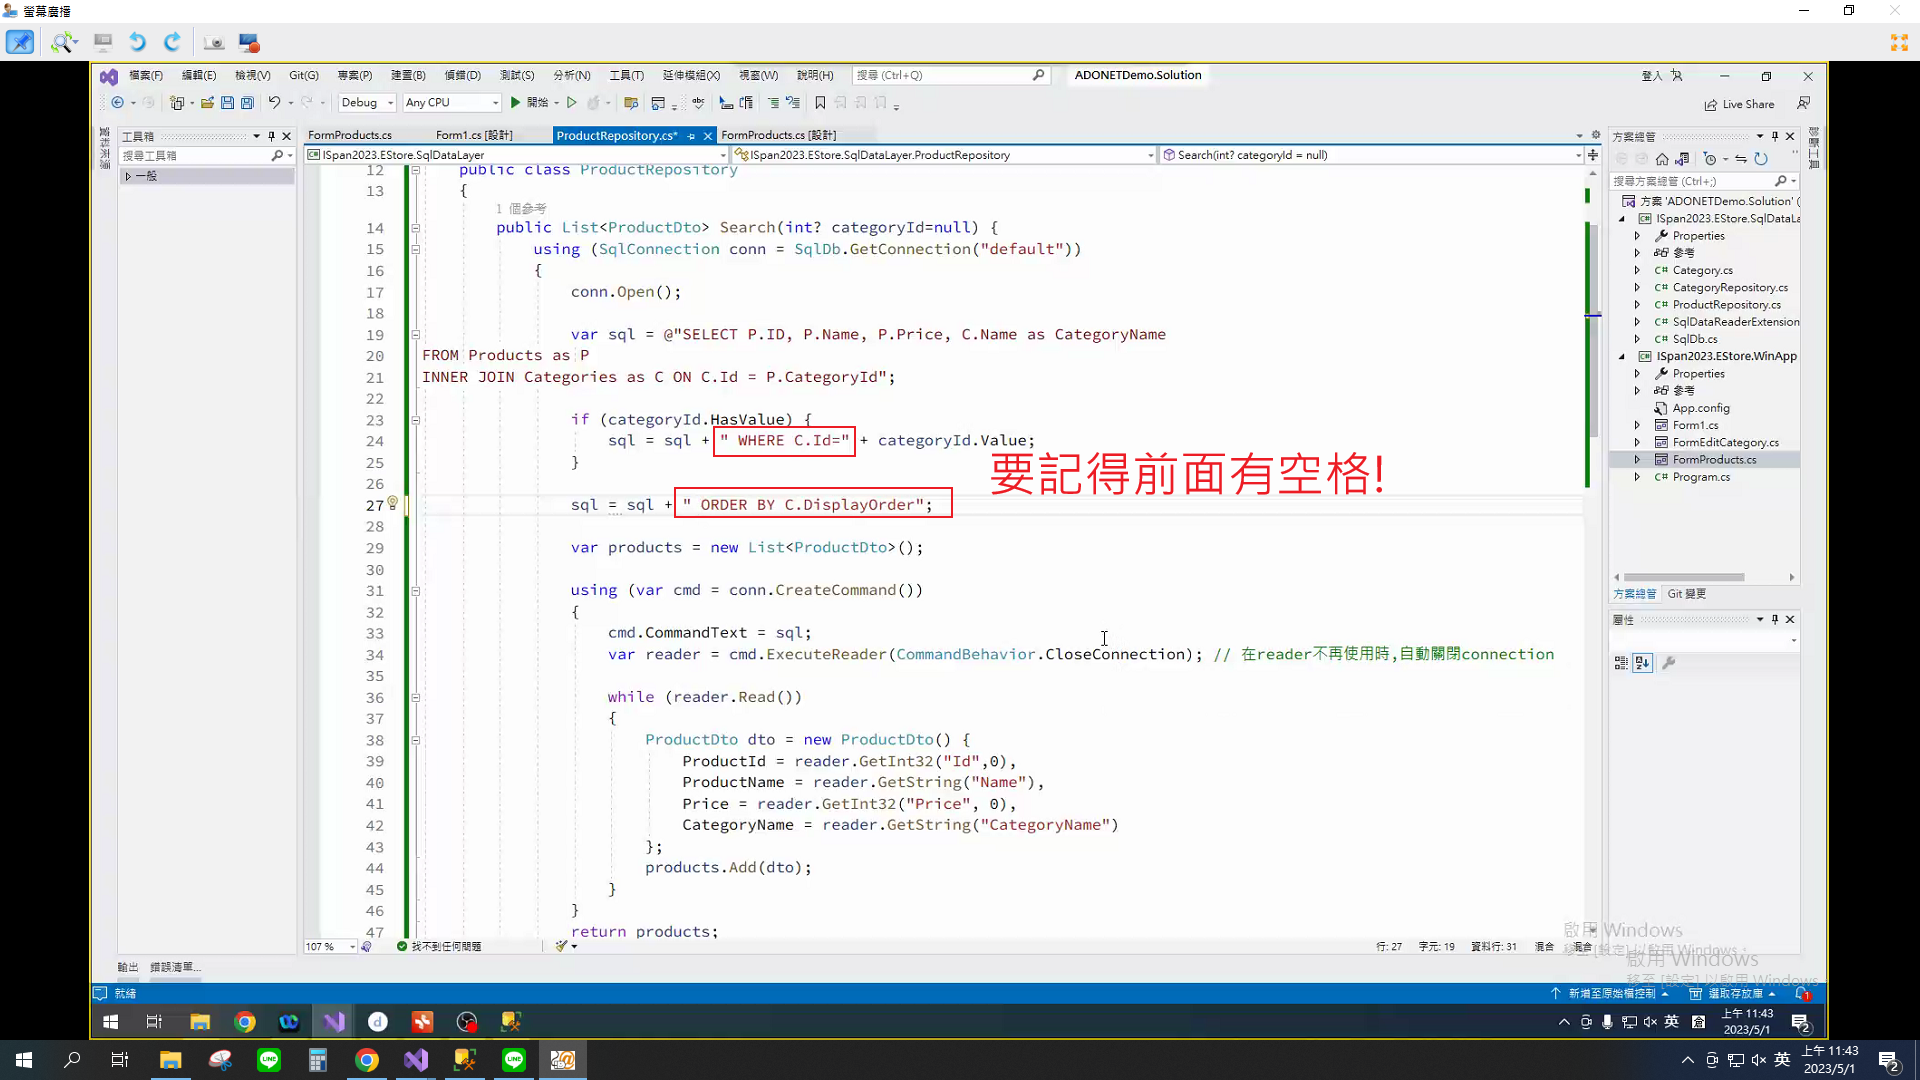 螢幕廣播
檔案(F) 編輯(E) 檢視(V) Git(G) 專案(P) 建置(B) 偵錯(D) 測試(S) 分析(N) 工具(T) 延伸模組(X) 視窗(W) 說明(H) 搜尋 (Ctrl+Q) ADONETDemo.Solution 登入
Debug Any CPU 開始 Live Share
工具箱
搜尋工具箱
一般
FormProducts.cs Form1.cs [設計] ProductRepository.cs* FormProducts.cs [設計]
ISpan2023.EStore.SqlDataLayer ISpan2023.EStore.SqlDataLayer.ProductRepository Search(int? categoryId = null)
12 public class ProductRepository
13 {
1 個參考
14 public List<ProductDto> Search(int? categoryId=null) {
15 using (SqlConnection conn = SqlDb.GetConnection("default"))
16 {
17 conn.Open();
18
19 var sql = @"SELECT P.ID, P.Name, P.Price, C.Name as CategoryName
20 FROM Products as P
21 INNER JOIN Categories as C ON C.Id = P.CategoryId";
22
23 if (categoryId.HasValue) {
24 sql = sql + " WHERE C.Id=" + categoryId.Value;
25 }
要記得前面有空格!
26
27 sql = sql + " ORDER BY C.DisplayOrder";
28
29 var products = new List<ProductDto>();
30
31 using (var cmd = conn.CreateCommand())
32 {
33 cmd.CommandText = sql;
34 var reader = cmd.ExecuteReader(CommandBehavior.CloseConnection); // 在reader不再使用時,自動關閉connection
35
36 while (reader.Read())
37 {
38 ProductDto dto = new ProductDto() {
39 ProductId = reader.GetInt32("Id",0),
40 ProductName = reader.GetString("Name"),
41 Price = reader.GetInt32("Price", 0),
42 CategoryName = reader.GetString("CategoryName")
43 };
44 products.Add(dto);
45 }
46 }
47 return products;
107 % 找不到任何問題 行: 27 字元: 19 資料行: 31 混合
方案總管
搜尋方案總管 (Ctrl+;)
方案 'ADONETDemo.Solution' (
ISpan2023.EStore.SqlDataLa
Properties
參考
Category.cs
CategoryRepository.cs
ProductRepository.cs
SqlDataReaderExtension
SqlDb.cs
ISpan2023.EStore.WinApp
Properties
參考
App.config
Form1.cs
FormEditCategory.cs
FormProducts.cs
Program.cs
方案總管 Git 變更
屬性
啟用 Windows
移至 [設定] 以啟用 Windows。
啟用 Windows
移至 [設定] 以啟用 Windows。
輸出 錯誤清單...
就緒 新增至原始檔控制 選取存放庫 1
英 上午 11:43
2023/5/1 2
英 上午 11:43
2023/5/1 2